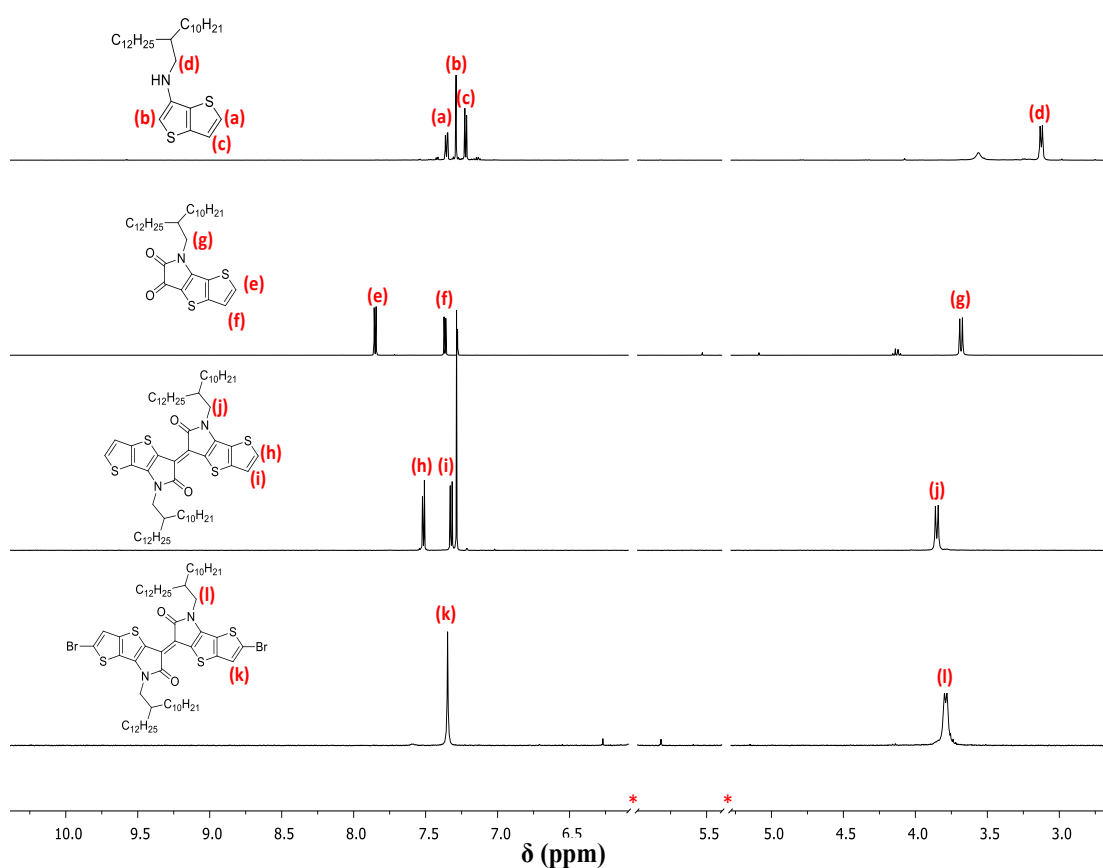 C10H21
C12H25
(d)
HN
S
(b)
(a)
S
(c)
(b)
(c)
(a)
(d)
C10H21
C12H25
(g)
O
N
S
(e)
O
S
(f)
(e)
(f)
(g)
C10H21
C12H25
(j)
O
N
S
S
(h)
S
S
(i)
N
O
C10H21
C12H25
(h)
(i)
(j)
C10H21
C12H25
(l)
O
N
Br
S
S
Br
S
S
(k)
N
O
C10H21
C12H25
(k)
(l)
* *
10.0 9.5 9.0 8.5 8.0 7.5 7.0 6.5 5.5 5.0 4.5 4.0 3.5 3.0
δ (ppm)